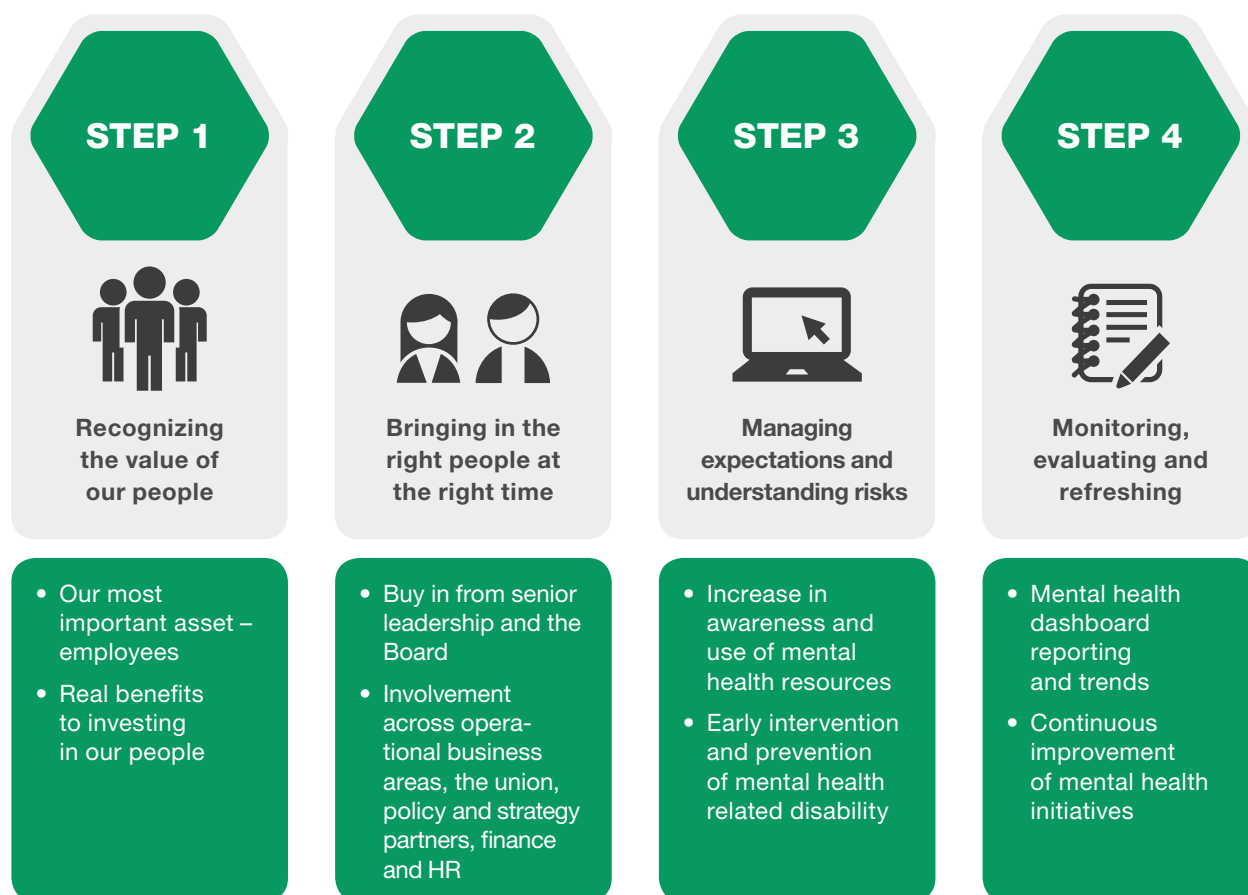 STEP 1
Recognizing
the value of
our people
• Our most
important asset –
employees
• Real benefits
to investing
in our people
STEP 2
Bringing in the
right people at
the right time
• Buy in from senior
leadership and the
Board
• Involvement
across opera-
tional business
areas, the union,
policy and strategy
partners, finance
and HR
STEP 3
Managing
expectations and
understanding risks
• Increase in
awareness and
use of mental
health resources
• Early intervention
and prevention
of mental health
related disability
STEP 4
Monitoring,
evaluating and
refreshing
• Mental health
dashboard
reporting
and trends
• Continuous
improvement
of mental health
initiatives